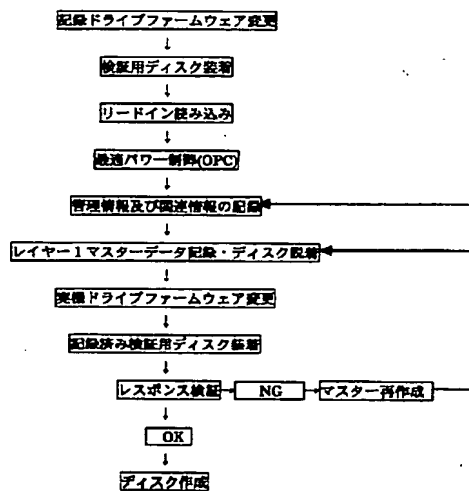 記録ドライブファームウェア変更
検証用ディスク装着
リードイン読み込み
最適パワー制御(OPC)
管理情報及び関連情報の記録
レイヤー1マスターデータ記録・ディスク脱着
実機ドライブファームウェア変更
記録済み検証用ディスク装着
レスポンス検証 NG マスター再作成
OK
ディスク作成